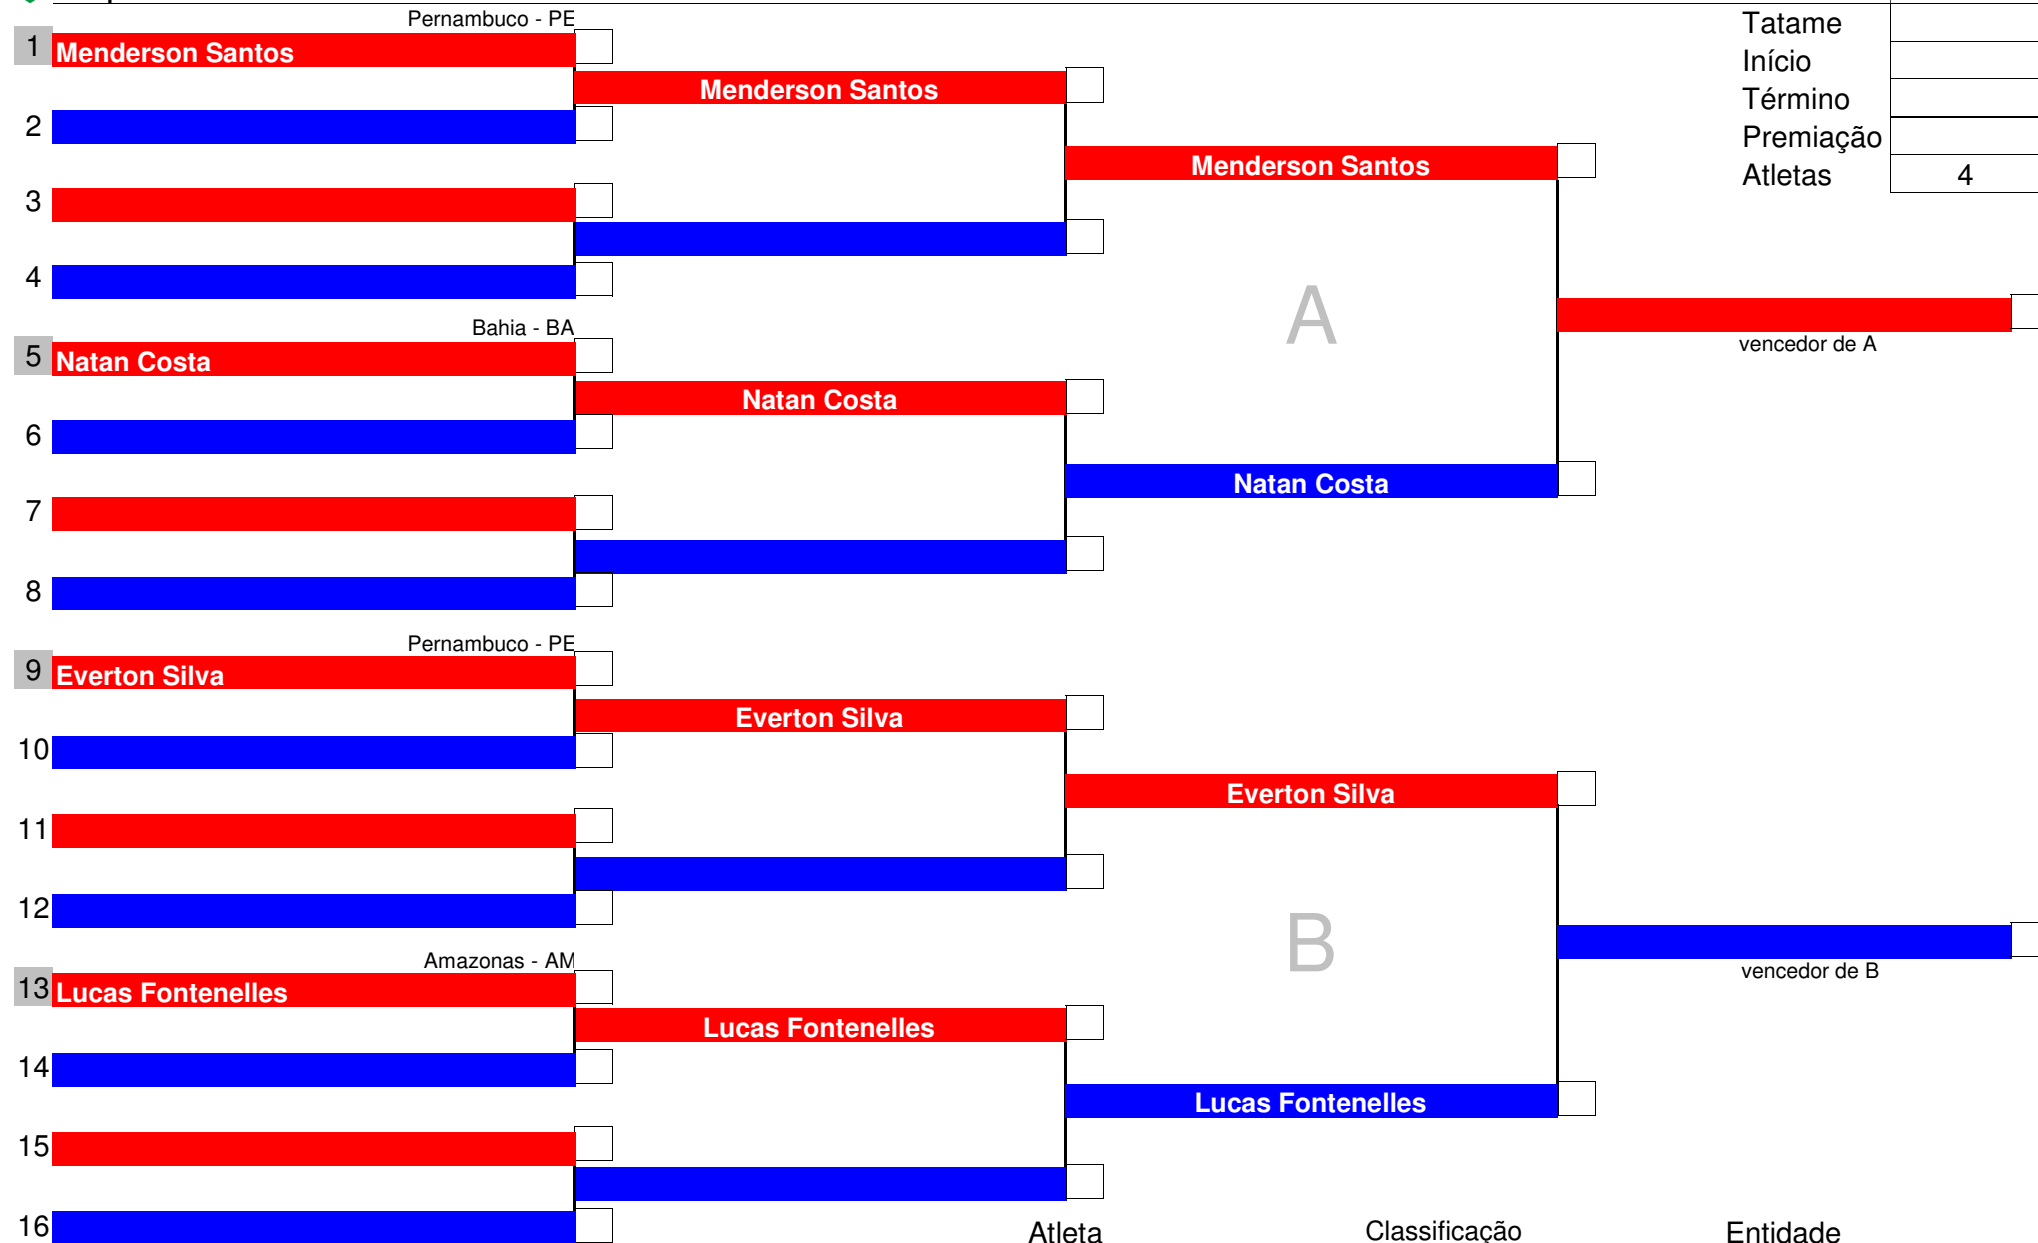 Pernambuco - PE
Tatame
1 Menderson Santos
Início
Menderson Santos
Término
2
Premiação
Menderson Santos
Atletas 4
3
4
A
Bahia - BA
vencedor de A
5 Natan Costa
Natan Costa
6
Natan Costa
7
8
Pernambuco - PE
9 Everton Silva
Everton Silva
10
Everton Silva
11
12
B
Amazonas - AM
vencedor de B
13 Lucas Fontenelles
Lucas Fontenelles
14
Lucas Fontenelles
15
16
Atleta Classificação Entidade